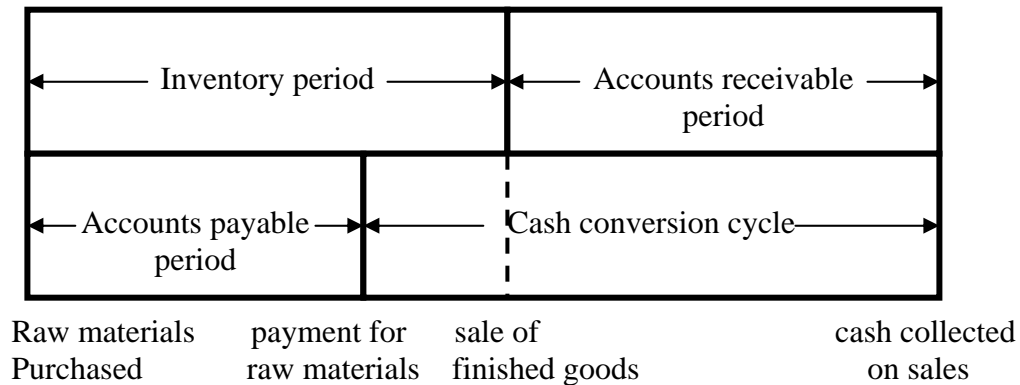 Inventory period
Accounts receivable
period
Accounts payable
period
Cash conversion cycle
Raw materials payment for sale of cash collected
Purchased raw materials finished goods on sales